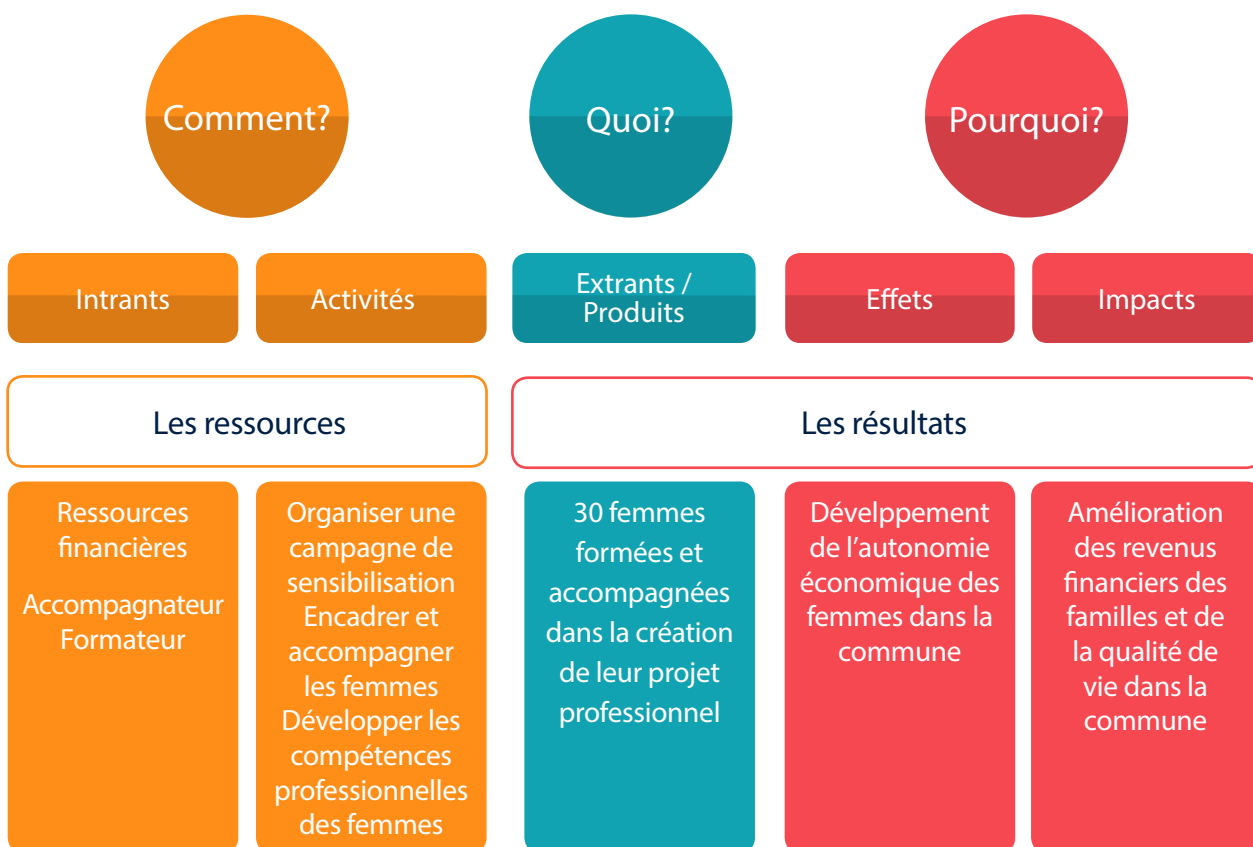 Comment?
Quoi?
Pourquoi?
Intrants
Activités
Extrants /
Produits
Effets
Impacts
Les ressources
Les résultats
Ressources
financières
Accompagnateur
Formateur
Organiser une
campagne de
sensibilisation
Encadrer et
accompagner
les femmes
Développer les
compétences
professionnelles
des femmes
30 femmes
formées et
accompagnées
dans la création
de leur projet
professionnel
Dévelppement
de l’autonomie
économique des
femmes dans la
commune
Amélioration
des revenus
financiers des
familles et de
la qualité de
vie dans la
commune